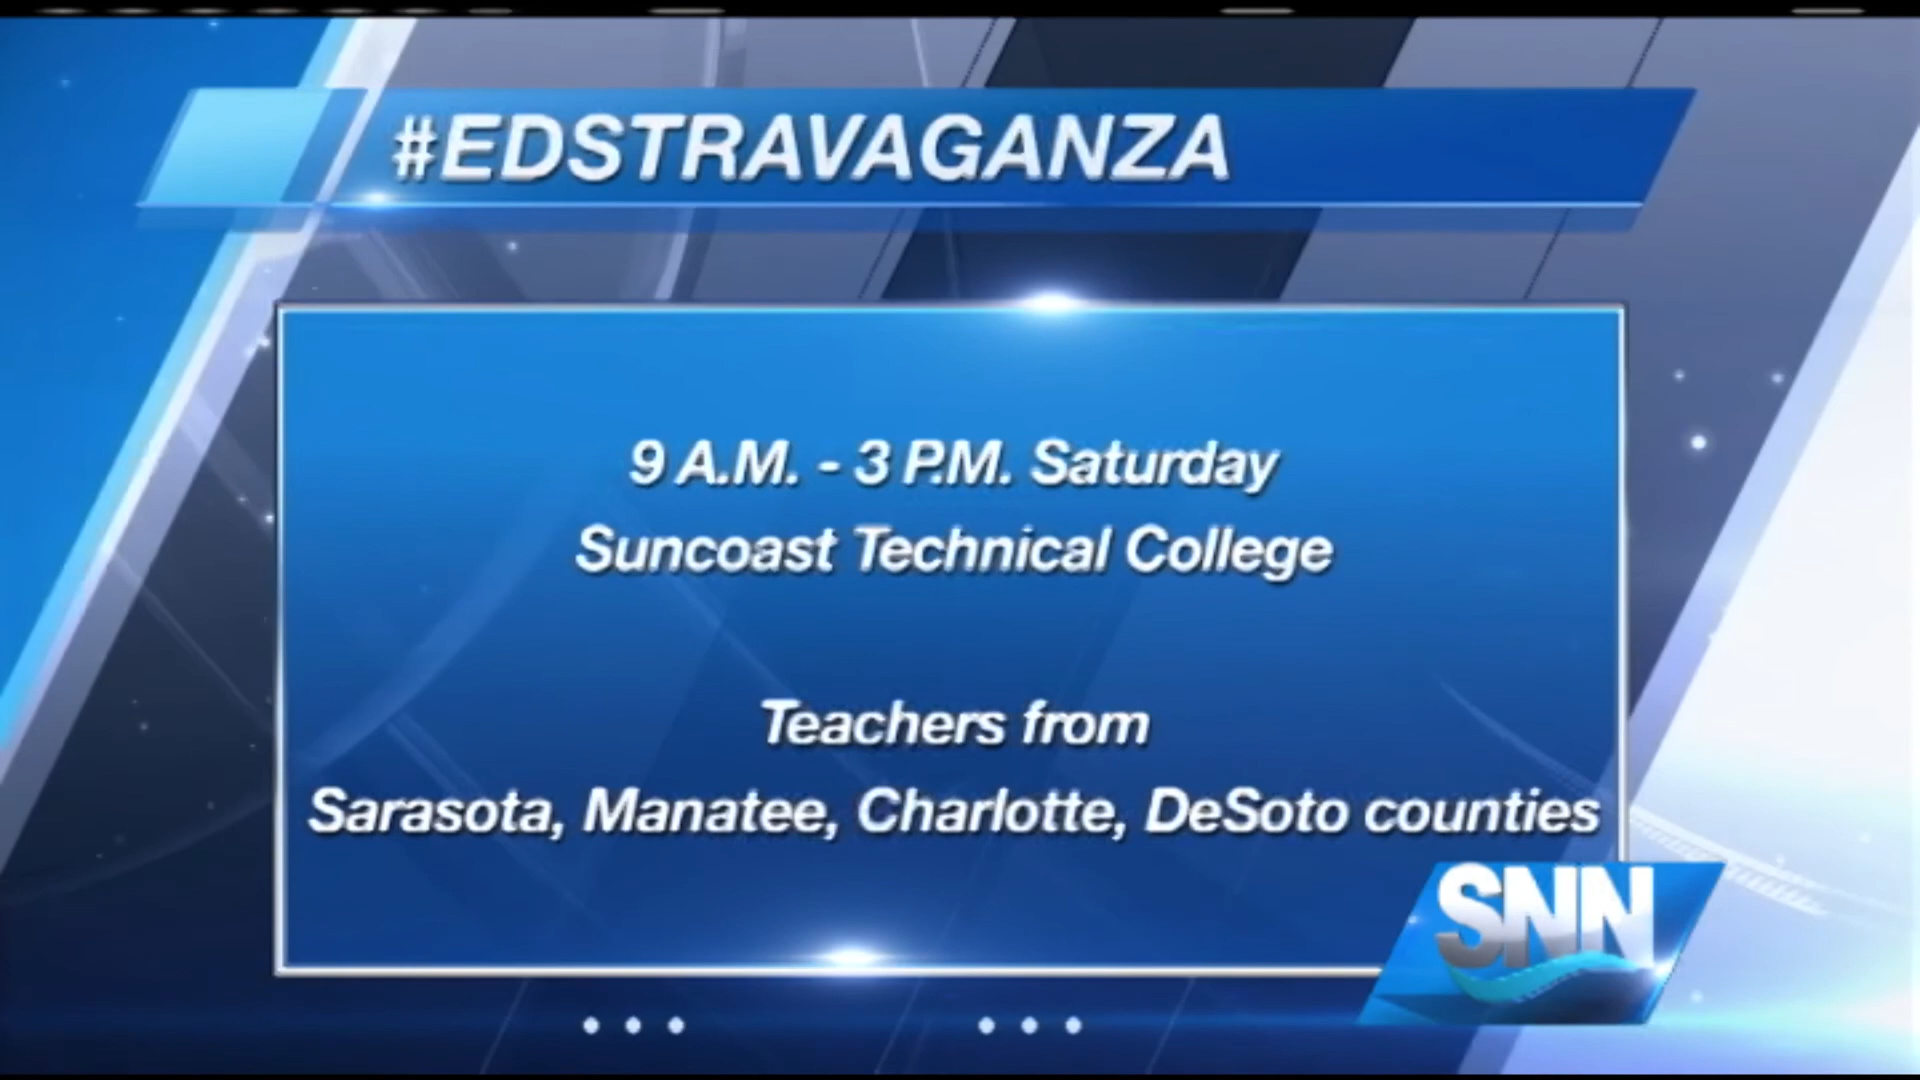 #EDSTRAVAGANZA
9 A.M. - 3 P.M. Saturday
Suncoast Technical College
Teachers from
Sarasota, Manatee, Charlotte, DeSoto counties
SNN